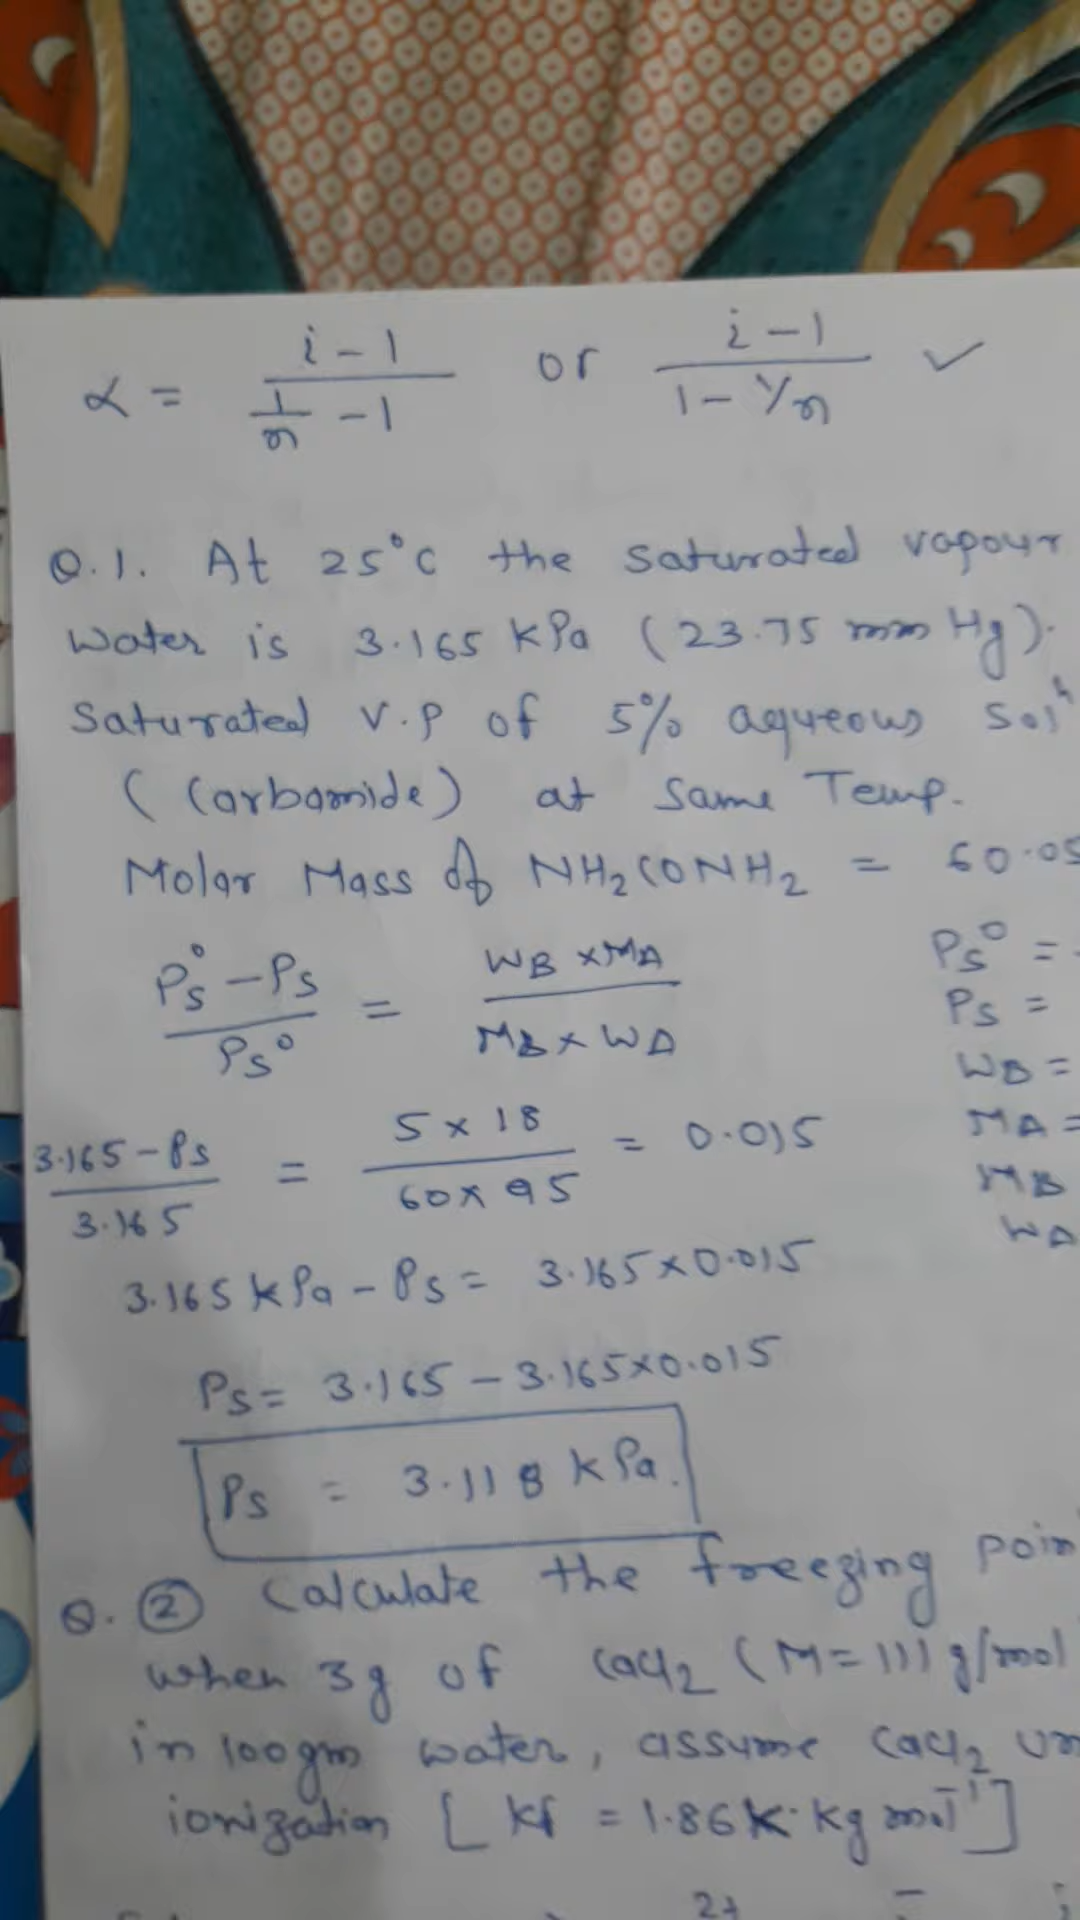 α = (i - 1)/(1/n - 1) or (i - 1)/(1 - 1/n) ✓
Q.1. At 25°C the saturated vapour
water is 3.165 kPa (23.75 mm Hg).
Saturated V.P of 5% aqueous Solⁿ
(Carbamide) at Same Temp.
Molar Mass of NH₂CONH₂ = 60.05
(Ps° - Ps)/Ps° = (WB × MA)/(MB × WA)
Ps° =
Ps =
WB =
MA =
MB
WA
(3.165 - Ps)/3.165 = (5 × 18)/(60 × 95) = 0.015
3.165 kPa - Ps = 3.165 × 0.015
Ps = 3.165 - 3.165 × 0.015
Ps = 3.118 kPa.
Q. ② Calculate the freezing poin
when 3g of CaCl₂ (M = 111 g/mol
in 100gm water, assume CaCl₂ un
ionization [Kf = 1.86 K. Kg mol⁻¹]
2+ -